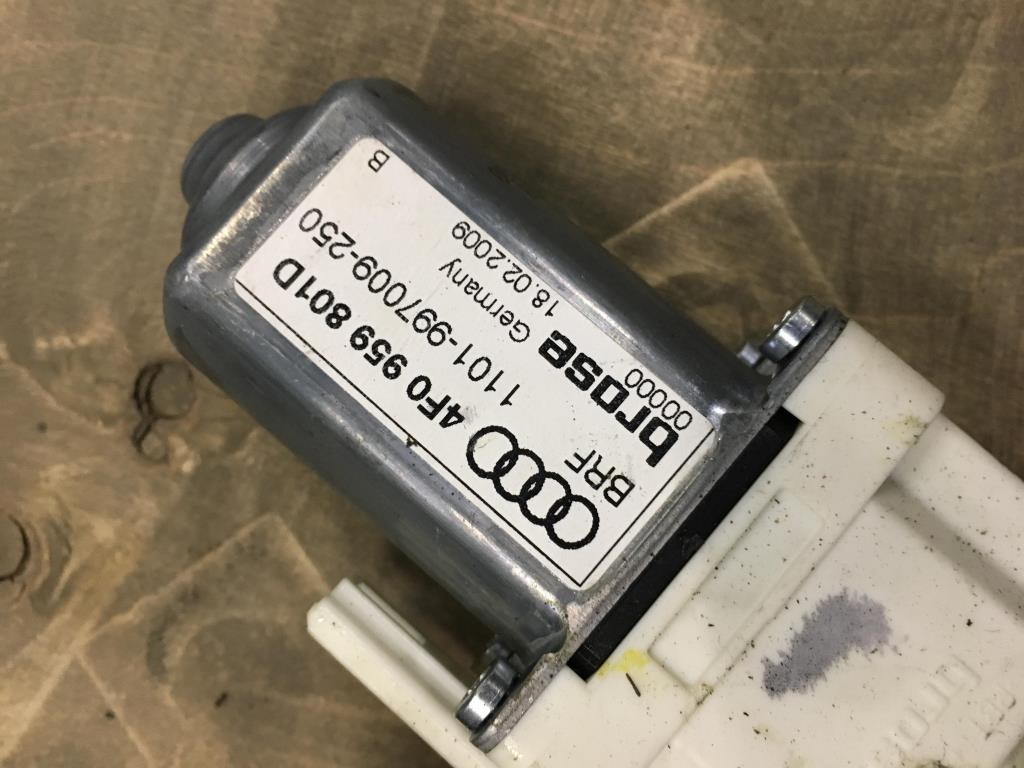 4F0 959 801D
BRF 1101-997009-250
brose Germany
00000 18.02.2009 B